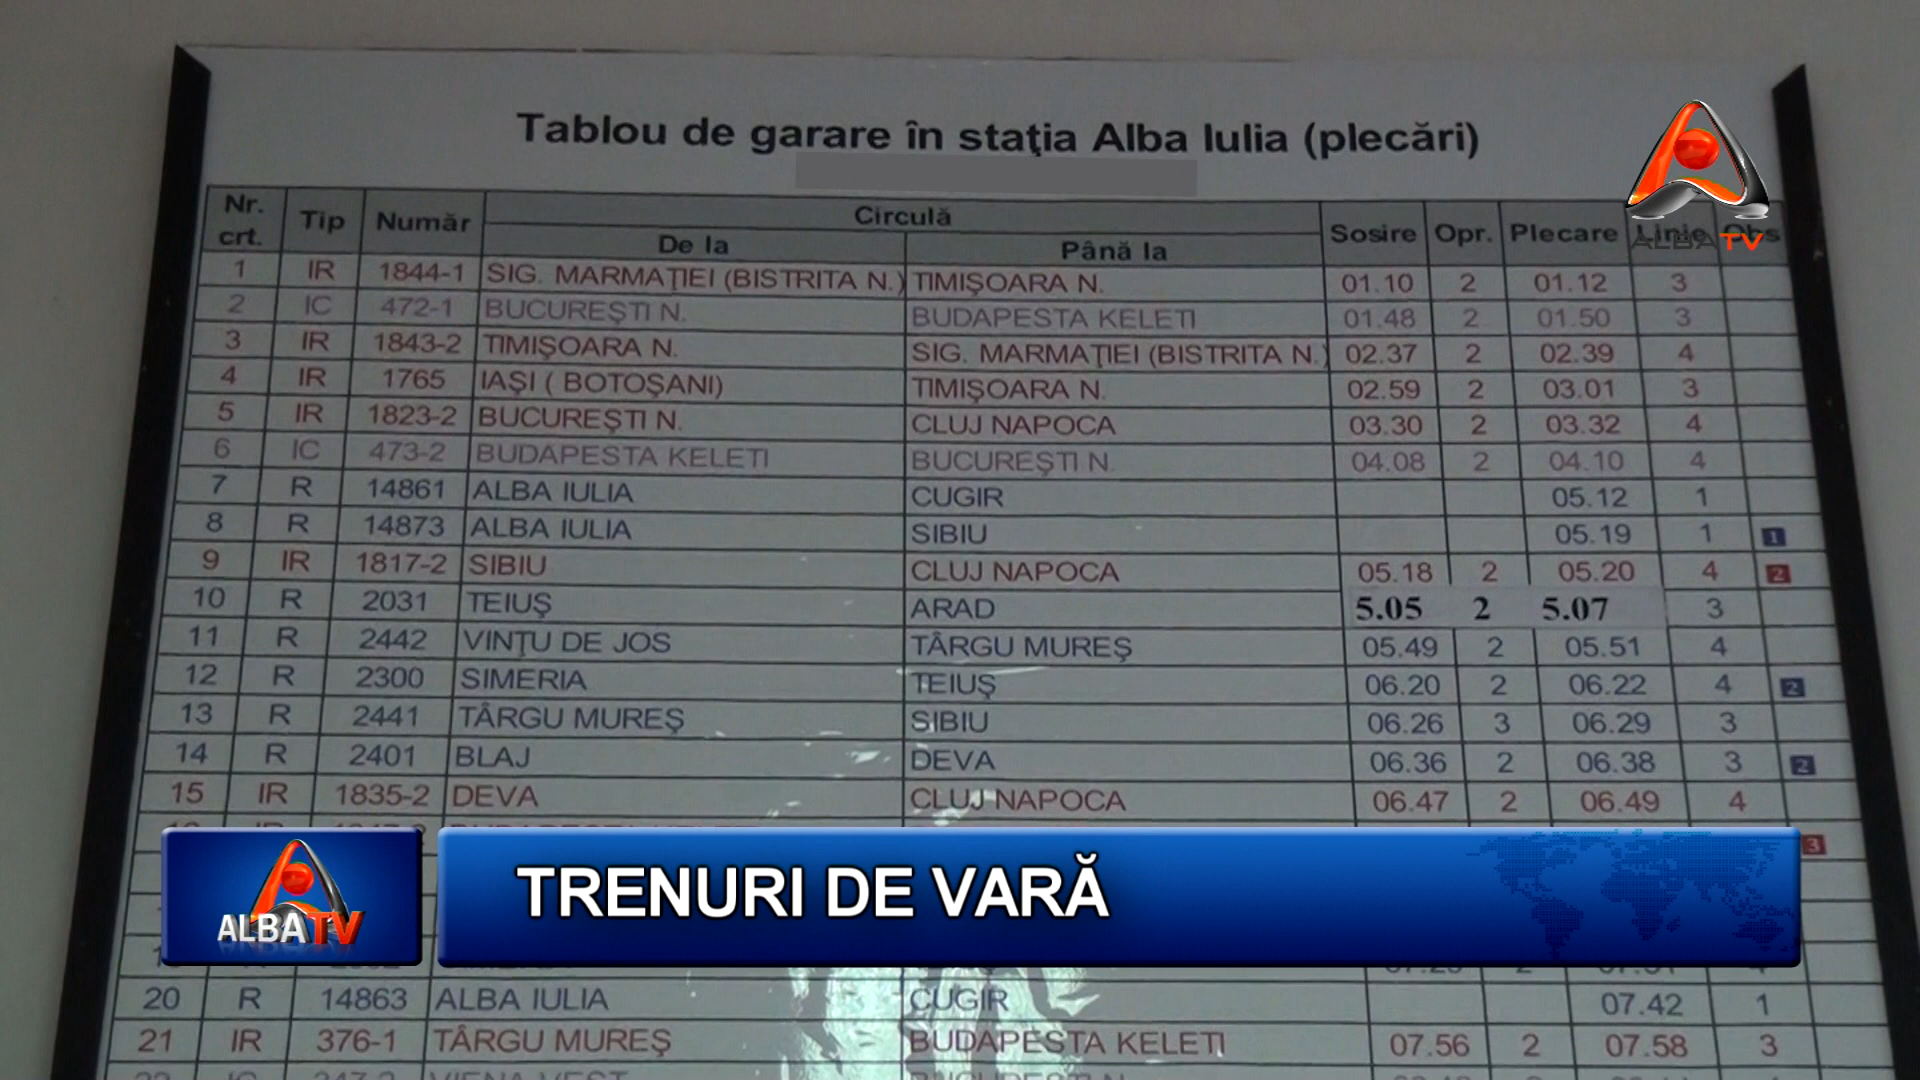 Tablou de garare în staţia Alba Iulia (plecări)
Nr. crt. Tip Număr Circulă Sosire Opr. Plecare Linie Obs
De la Până la
1 IR 1844-1 SIG. MARMAŢIEI (BISTRITA N.) TIMIŞOARA N. 01.10 2 01.12 3
2 IC 472-1 BUCUREŞTI N. BUDAPESTA KELETI 01.48 2 01.50 3
3 IR 1843-2 TIMIŞOARA N. SIG. MARMAŢIEI (BISTRITA N.) 02.37 2 02.39 4
4 IR 1765 IAŞI ( BOTOŞANI) TIMIŞOARA N. 02.59 2 03.01 3
5 IR 1823-2 BUCUREŞTI N. CLUJ NAPOCA 03.30 2 03.32 4
6 IC 473-2 BUDAPESTA KELETI BUCUREŞTI N. 04.08 2 04.10 4
7 R 14861 ALBA IULIA CUGIR 05.12 1
8 R 14873 ALBA IULIA SIBIU 05.19 1 1
9 IR 1817-2 SIBIU CLUJ NAPOCA 05.18 2 05.20 4 2
10 R 2031 TEIUŞ ARAD 5.05 2 5.07 3
11 R 2442 VINŢU DE JOS TÂRGU MUREŞ 05.49 2 05.51 4
12 R 2300 SIMERIA TEIUŞ 06.20 2 06.22 4 2
13 R 2441 TÂRGU MUREŞ SIBIU 06.26 3 06.29 3
14 R 2401 BLAJ DEVA 06.36 2 06.38 3 2
15 IR 1835-2 DEVA CLUJ NAPOCA 06.47 2 06.49 4
3
20 R 14863 ALBA IULIA CUGIR 07.42 1
21 IR 376-1 TÂRGU MUREŞ BUDAPESTA KELETI 07.56 2 07.58 3
ALBA TV
ALBATV
TRENURI DE VARĂ